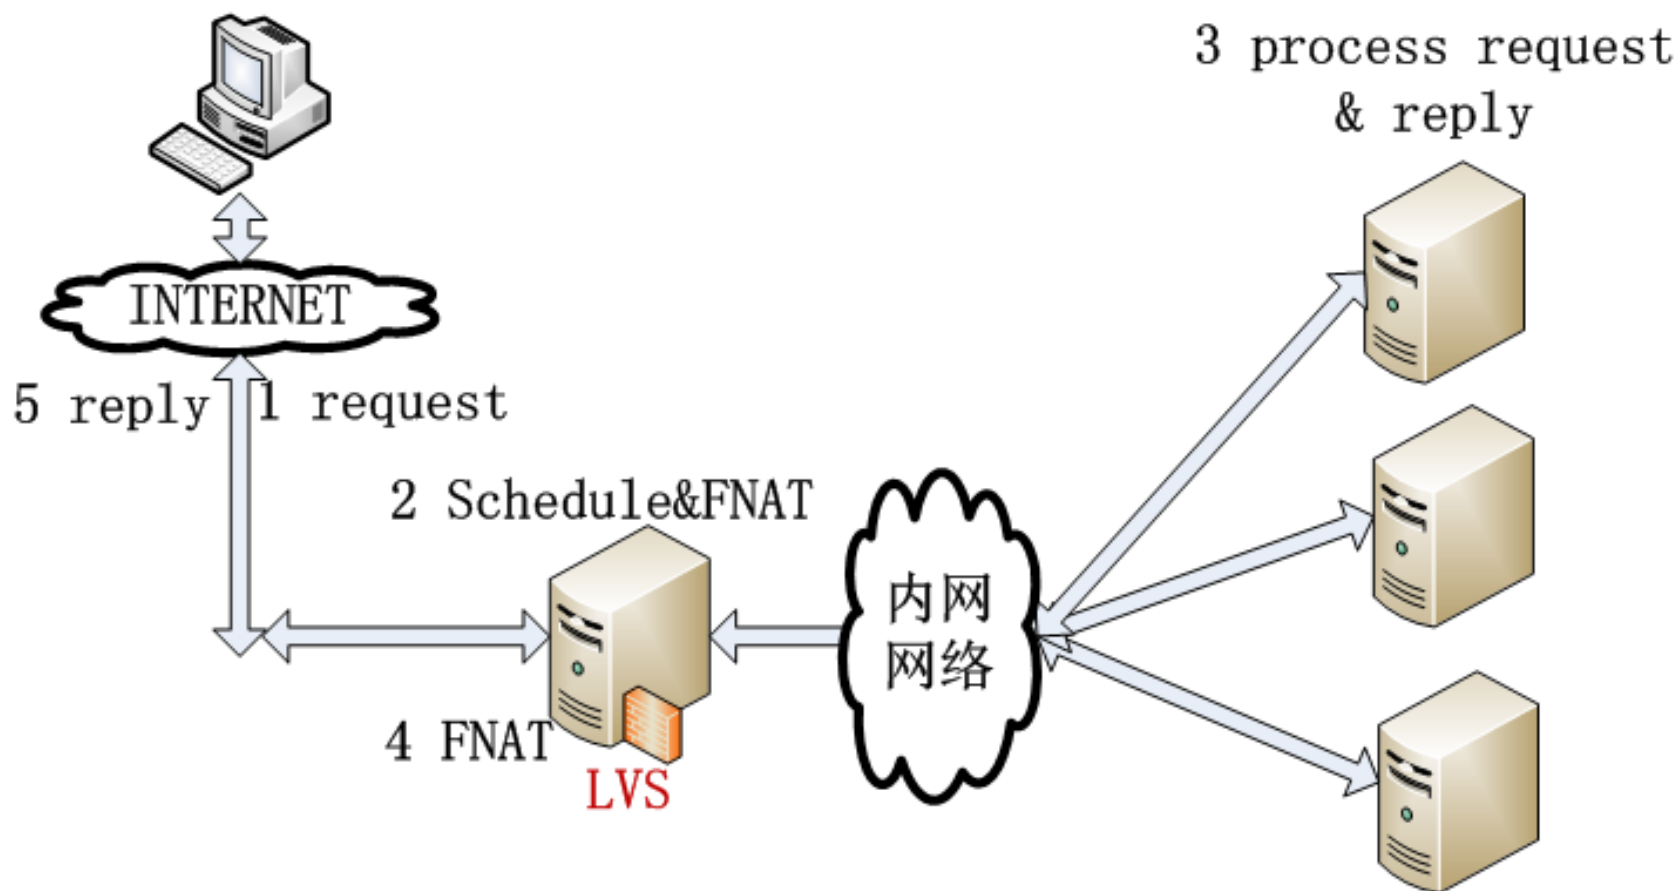 3 process request
& reply
INTERNET
5 reply
1 request
2 Schedule&FNAT
内网
网络
4 FNAT
LVS